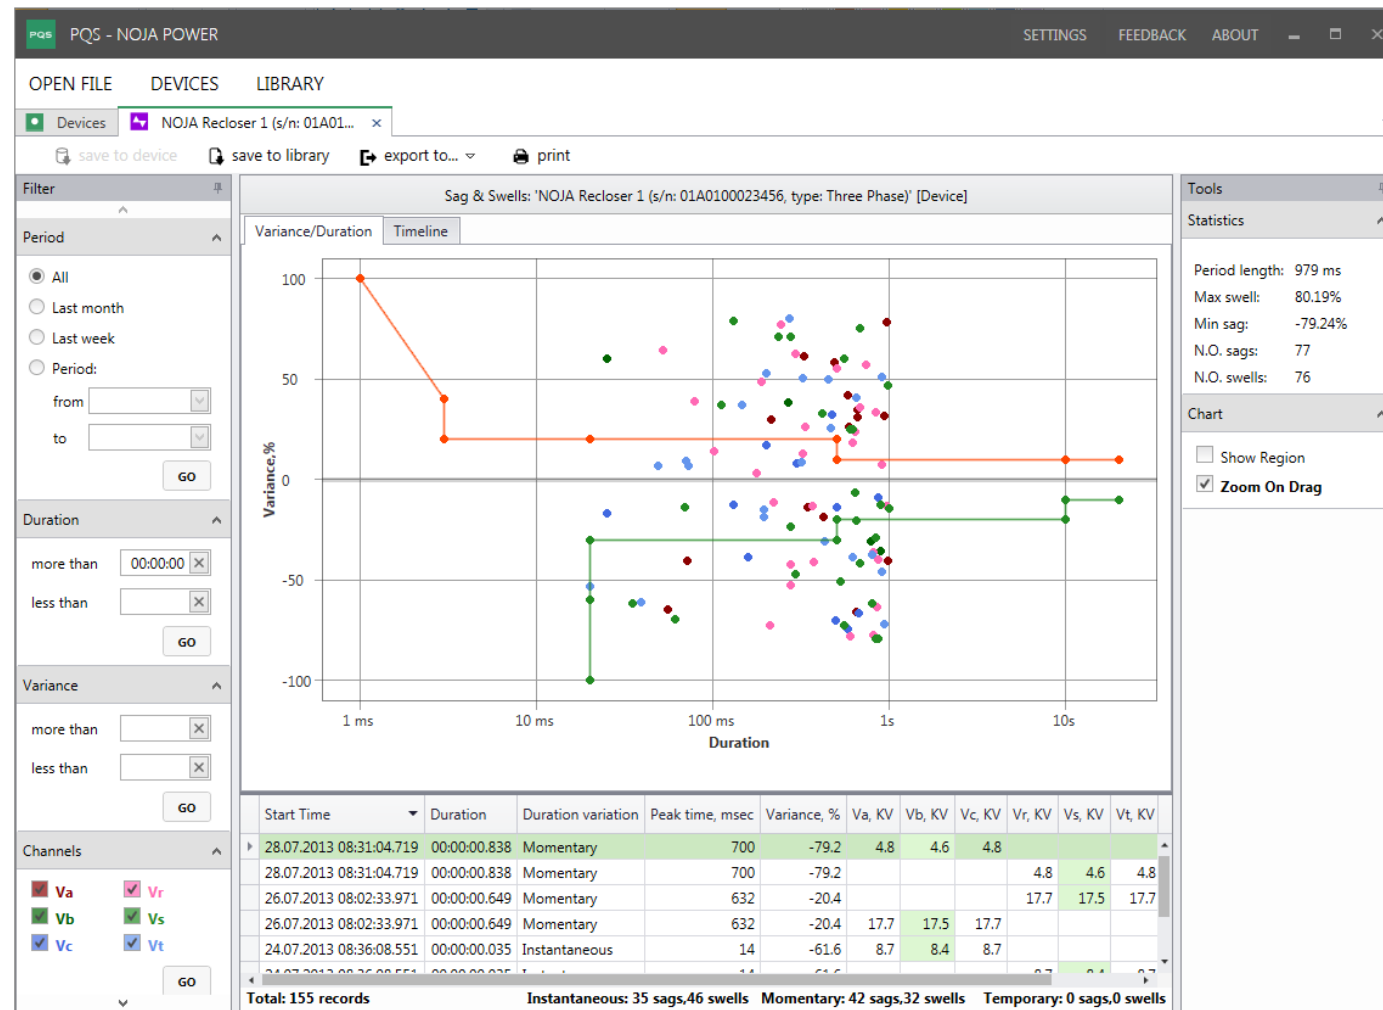 PQS PQS - NOJA POWER SETTINGS FEEDBACK ABOUT
OPEN FILE DEVICES LIBRARY
Devices NOJA Recloser 1 (s/n: 01A01...
save to device save to library export to... print
Filter
Period
All
Last month
Last week
Period:
from
to
GO
Duration
more than 00:00:00
less than
GO
Variance
more than
less than
GO
Channels
Va Vr
Vb Vs
Vc Vt
GO
Sag & Swells: 'NOJA Recloser 1 (s/n: 01A0100023456, type: Three Phase)' [Device]
Variance/Duration Timeline
100
50
0
-50
-100
Variance,%
1 ms 10 ms 100 ms 1s 10s
Duration
Start Time Duration Duration variation Peak time, msec Variance, % Va, KV Vb, KV Vc, KV Vr, KV Vs, KV Vt, KV
28.07.2013 08:31:04.719 00:00:00.838 Momentary 700 -79.2 4.8 4.6 4.8
28.07.2013 08:31:04.719 00:00:00.838 Momentary 700 -79.2 4.8 4.6 4.8
26.07.2013 08:02:33.971 00:00:00.649 Momentary 632 -20.4 17.7 17.5 17.7
26.07.2013 08:02:33.971 00:00:00.649 Momentary 632 -20.4 17.7 17.5 17.7
24.07.2013 08:36:08.551 00:00:00.035 Instantaneous 14 -61.6 8.7 8.4 8.7
Total: 155 records Instantaneous: 35 sags,46 swells Momentary: 42 sags,32 swells Temporary: 0 sags,0 swells
Tools
Statistics
Period length: 979 ms
Max swell: 80.19%
Min sag: -79.24%
N.O. sags: 77
N.O. swells: 76
Chart
Show Region
Zoom On Drag